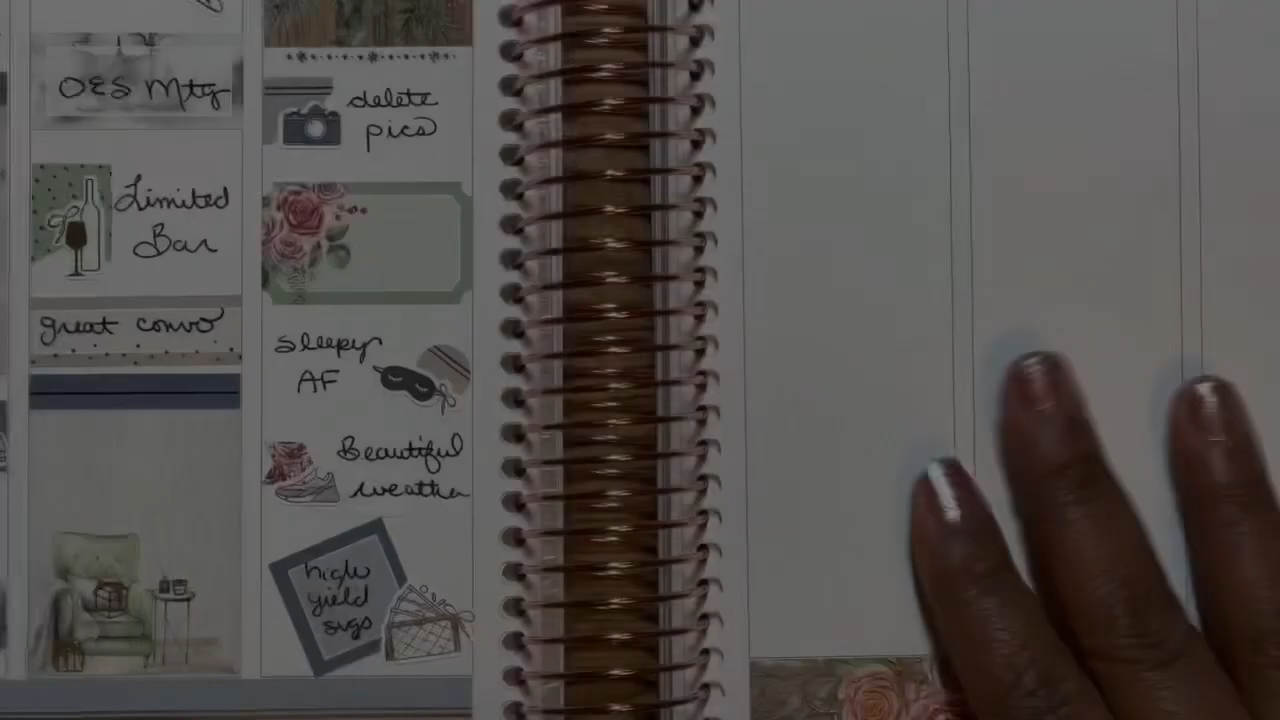 OES Mtg
Limited
Bar
great convo
delete
pics
sleepy
AF
Beautiful
weather
high
yield
svgs